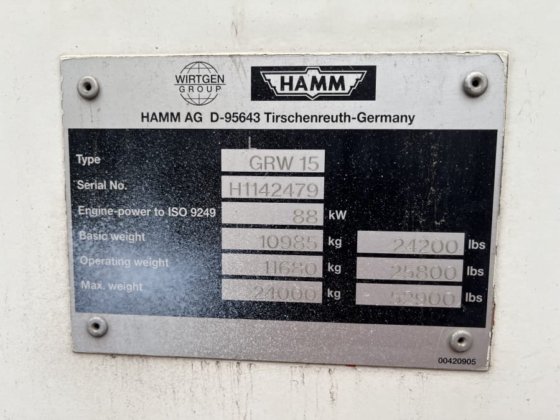 WIRTGEN
GROUP
HAMM
HAMM AG D-95643 Tirschenreuth-Germany
Type GRW 15
Serial No. H1142479
Engine-power to ISO 9249 88 kW
Basic weight 10985 kg 24200 lbs
Operating weight 11680 kg 25800 lbs
Max. weight 24000 kg 52900 lbs
00420905